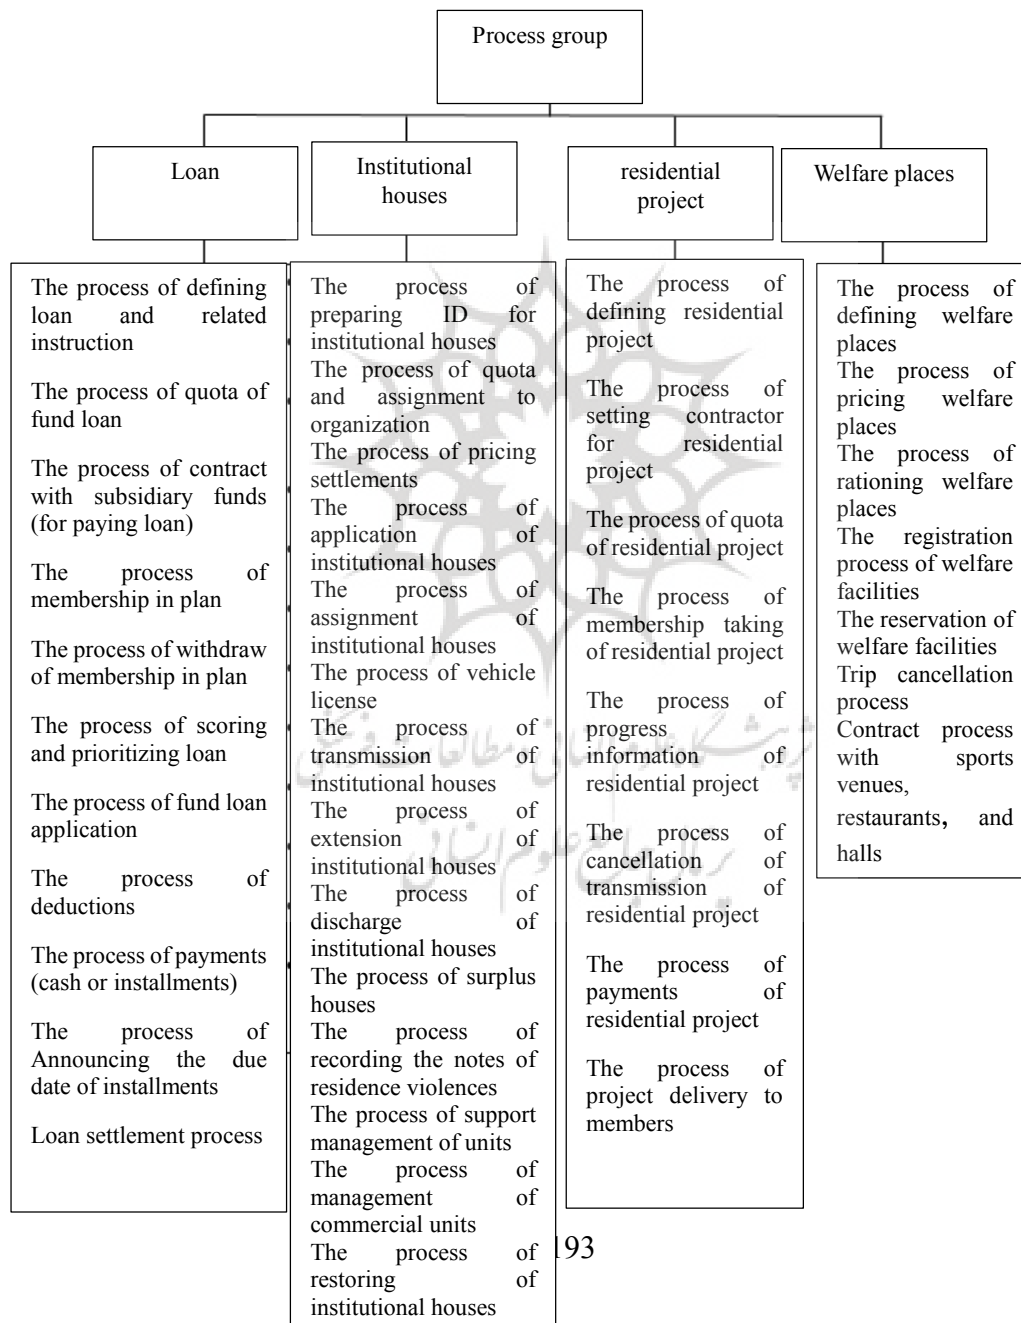 Process group
Loan
Institutional
houses
residential
project
Welfare places
The process of defining
loan and related
instruction
The process of quota of
fund loan
The process of contract
with subsidiary funds
(for paying loan)
The process of
membership in plan
The process of withdraw
of membership in plan
The process of scoring
and prioritizing loan
The process of fund loan
application
The process of
deductions
The process of payments
(cash or installments)
The process of
Announcing the due
date of installments
Loan settlement process
The process of
preparing ID for
institutional houses
The process of quota
and assignment to
organization
The process of pricing
settlements
The process of
application of
institutional houses
The process of
assignment of
institutional houses
The process of vehicle
license
The process of
transmission of
institutional houses
The process of
extension of
institutional houses
The process of
discharge of
institutional houses
The process of surplus
houses
The process of
recording the notes of
residence violences
The process of support
management of units
The process of
management of
commercial units
The process of
restoring of
institutional houses
The process of
defining residential
project
The process of
setting contractor
for residential
project
The process of quota
of residential project
The process of
membership taking
of residential project
The process of
progress
information of
residential project
The process of
cancellation of
transmission of
residential project
The process of
payments of
residential project
The process of
project delivery to
members
The process of
defining welfare
places
The process of
pricing welfare
places
The process of
rationing welfare
places
The registration
process of welfare
facilities
The reservation of
welfare facilities
Trip cancellation
process
Contract process
with sports
venues,
restaurants, and
halls
پژوهشگاه علوم انسانی و مطالعات فرهنگی
پرتال جامع علوم انسانی
193